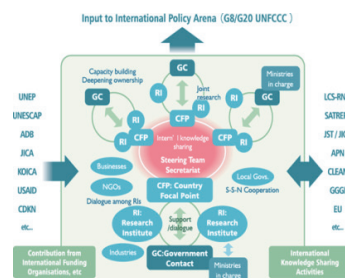 Input to International Policy Arena (G8/G20 UNFCCC)
Capacity building
Deepening ownership
GC
RI
Joint
research
RI
CFP
Ministries
in charge
GC
RI
RI
CFP
GC
RI
RI
CFP
Intern'l knowledge
sharing
Steering Team
Secretariat
Businesses
NGOs
Dialogue among RIs
Local Govs.
S-S-N Cooperation
CFP: Country
Focal Point
RI:
Research
Institute
Support
/dialogue
RI:
Research
Institute
Industries
GC:Government
Contact
Ministries
in charge
UNEP
UNESCAP
ADB
JICA
KOICA
USAID
CDKN
etc...
LCS-RN
SATRE
JST / JI
APN
CLEAN
GGGI
EU
etc...
Contribution from
International Funding
Organisations, etc
International
Knowledge Sharing
Activities